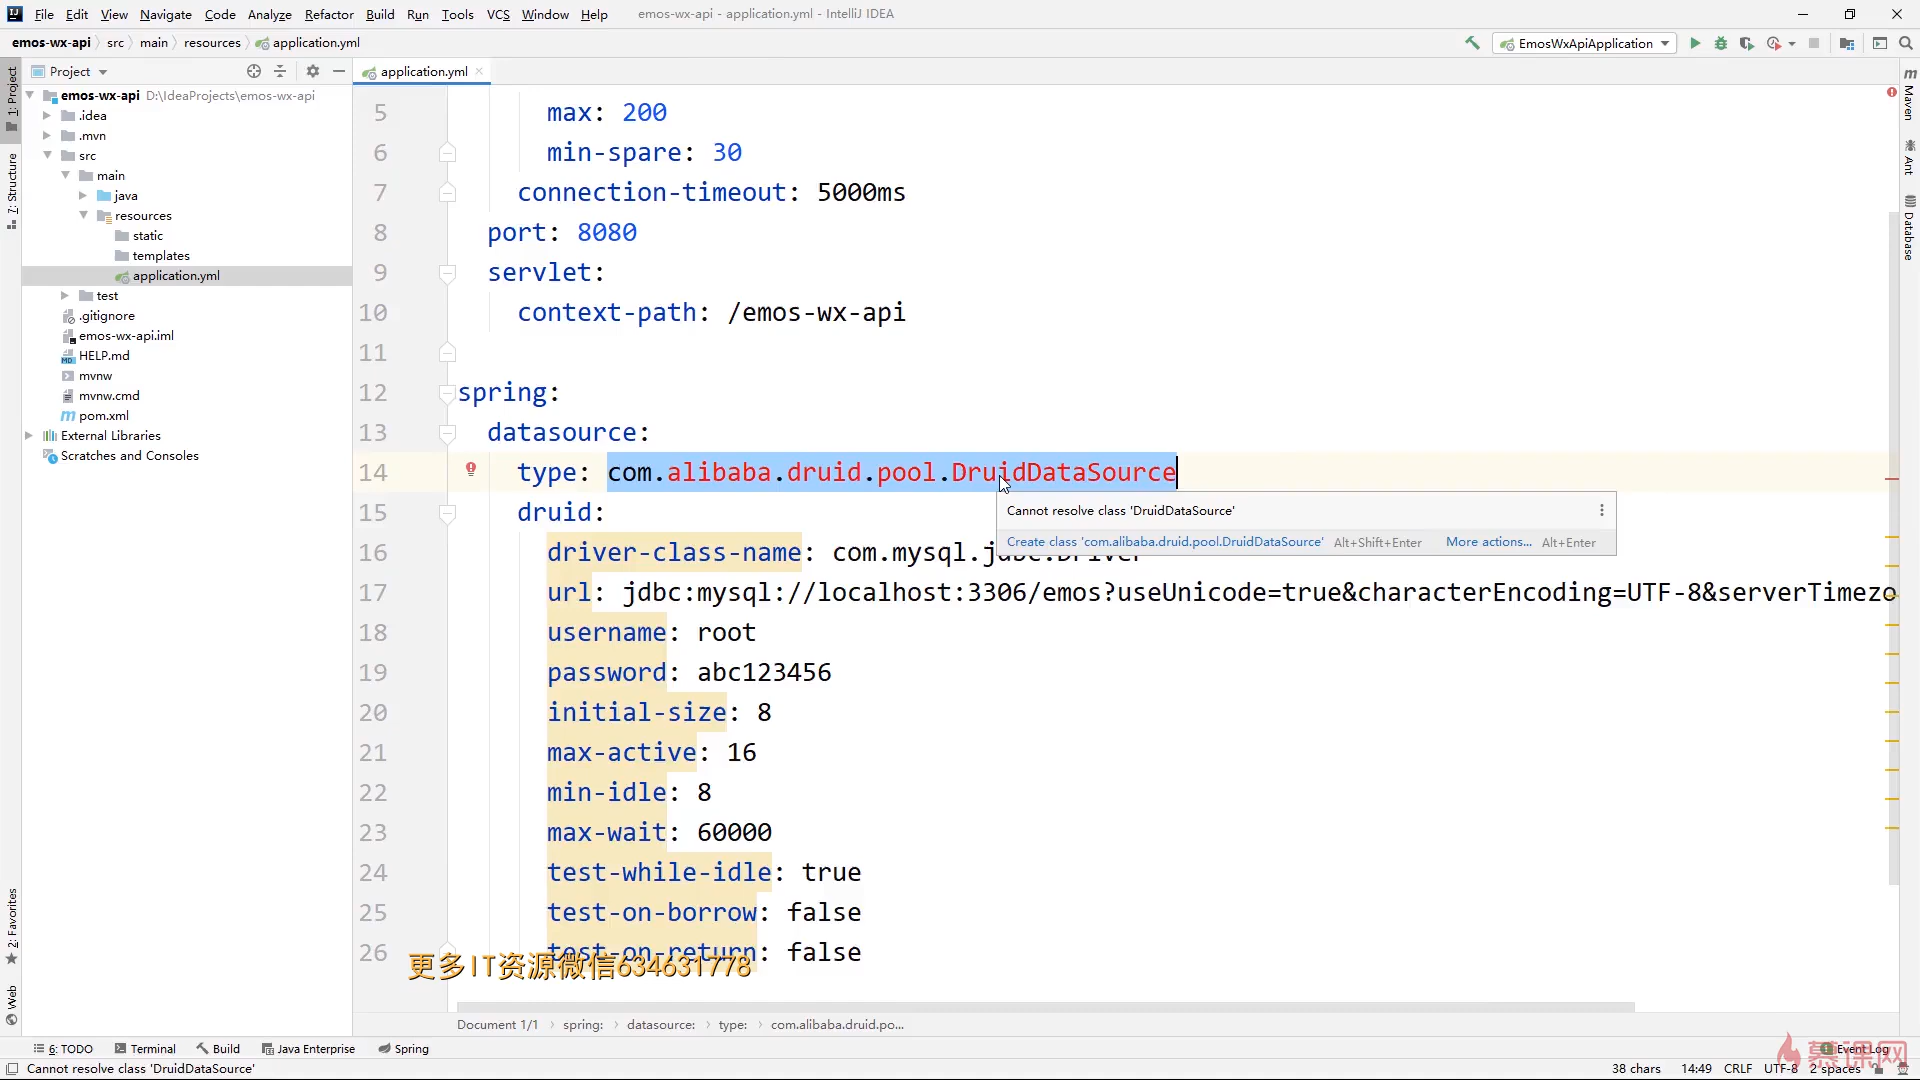 File Edit View Navigate Code Analyze Refactor Build Run Tools VCS Window Help emos-wx-api - application.yml - IntelliJ IDEA
emos-wx-api src main resources application.yml EmosWxApiApplication
Project
application.yml
emos-wx-api D:\IdeaProjects\emos-wx-api
.idea
.mvn
src
main
java
resources
static
templates
application.yml
test
.gitignore
emos-wx-api.iml
HELP.md
mvnw
mvnw.cmd
pom.xml
External Libraries
Scratches and Consoles
1: Project
7: Structure
2: Favorites
Web
5 max: 200
6 min-spare: 30
7 connection-timeout: 5000ms
8 port: 8080
9 servlet:
10 context-path: /emos-wx-api
11
12 spring:
13 datasource:
14 type: com.alibaba.druid.pool.DruidDataSource
15 druid:
Cannot resolve class 'DruidDataSource'
Create class 'com.alibaba.druid.pool.DruidDataSource' Alt+Shift+Enter More actions... Alt+Enter
16 driver-class-name: com.mysql.jdbc.Driver
17 url: jdbc:mysql://localhost:3306/emos?useUnicode=true&characterEncoding=UTF-8&serverTimezo
18 username: root
19 password: abc123456
20 initial-size: 8
21 max-active: 16
22 min-idle: 8
23 max-wait: 60000
24 test-while-idle: true
25 test-on-borrow: false
26 test-on-return: false
更多IT资源微信634631778
Maven
Ant
Database
Document 1/1 spring: datasource: type: com.alibaba.druid.po...
6: TODO Terminal Build Java Enterprise Spring Event Log
慕课网
Cannot resolve class 'DruidDataSource' 38 chars 14:49 CRLF UTF-8 2 spaces